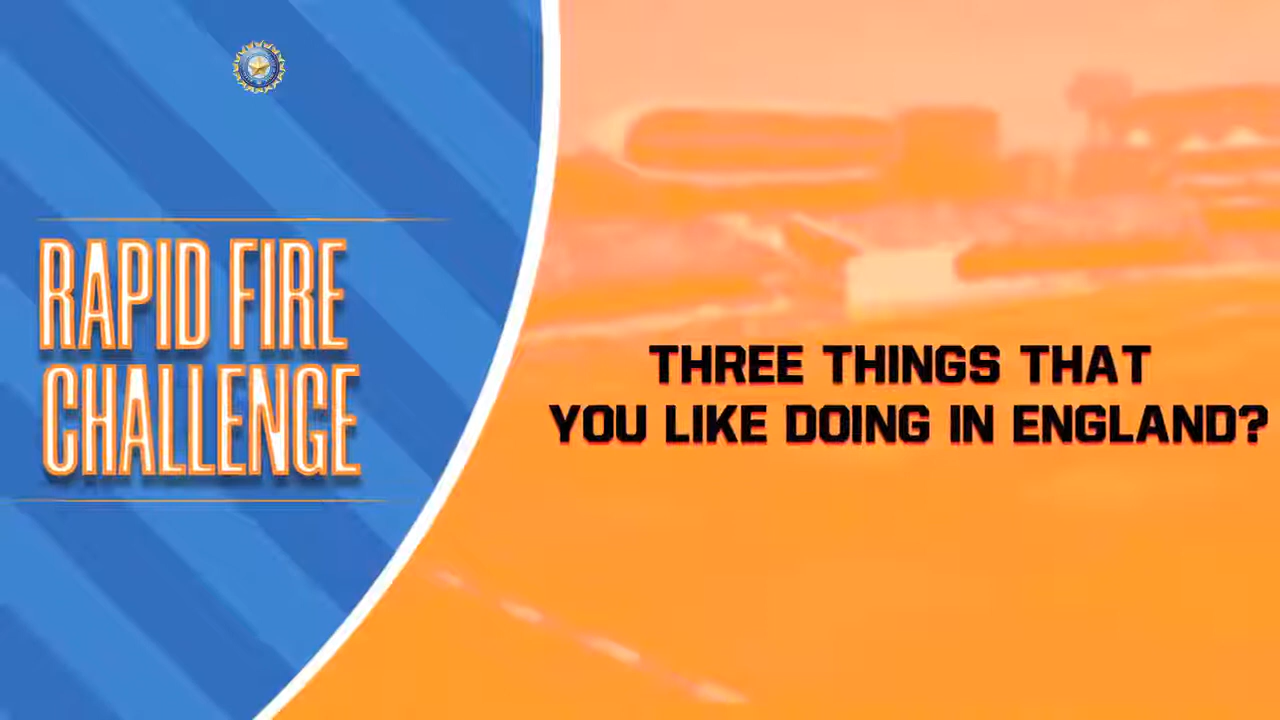 RAPID FIRE
CHALLENGE
THREE THINGS THAT
YOU LIKE DOING IN ENGLAND?